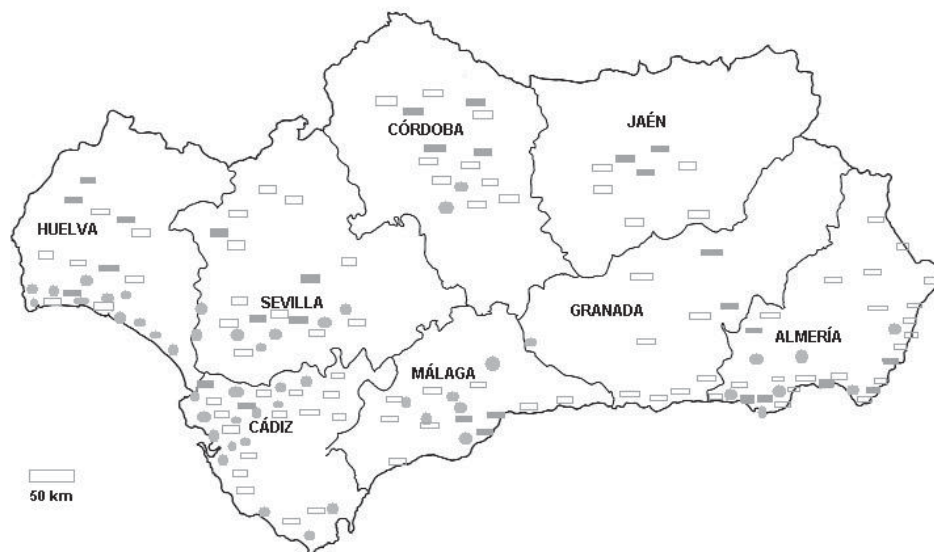 CÓRDOBA
JAÉN
HUELVA
SEVILLA
GRANADA
ALMERÍA
MÁLAGA
CÁDIZ
50 km